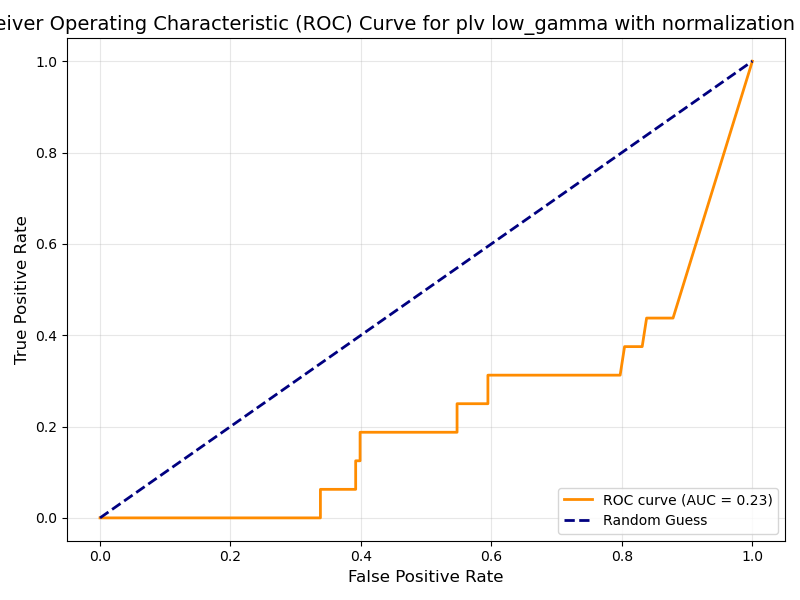 eiver Operating Characteristic (ROC) Curve for plv low_gamma with normalization
1.0
0.8
0.6
0.4
0.2
0.0
True Positive Rate
0.0 0.2 0.4 0.6 0.8 1.0
False Positive Rate
ROC curve (AUC = 0.23)
Random Guess